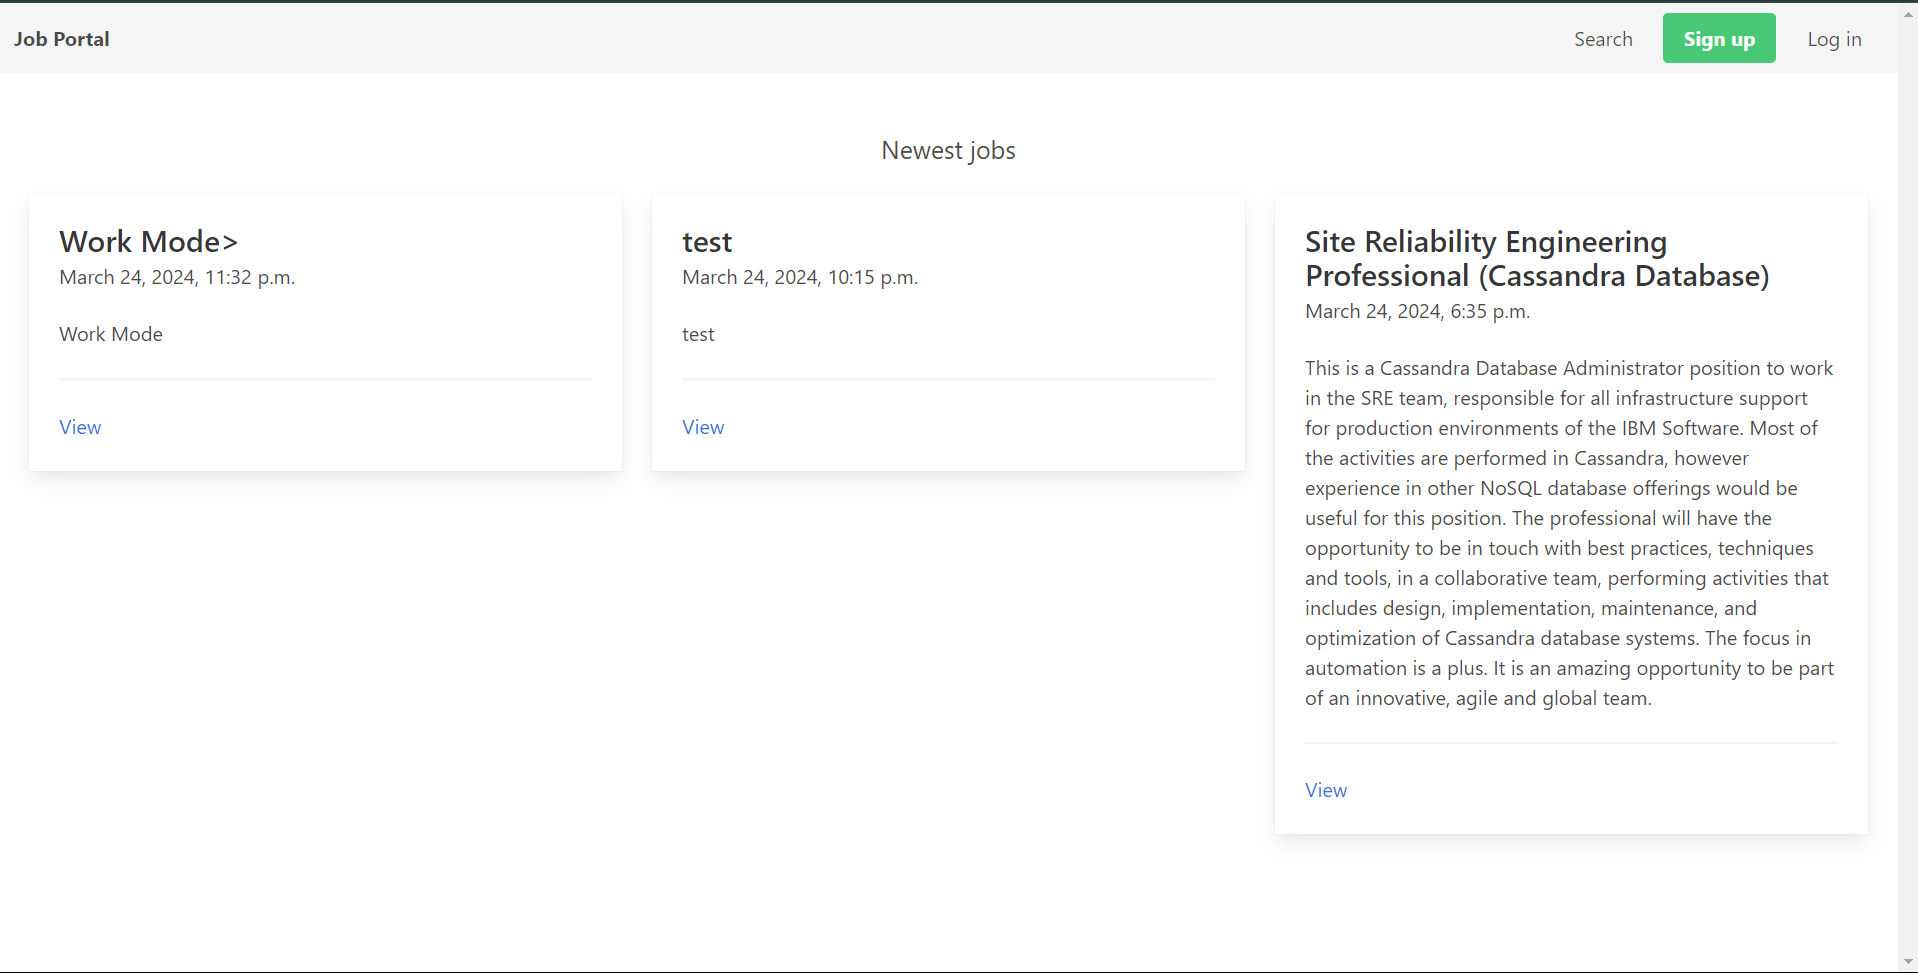 Job Portal
Search
Sign up
Log in
Newest jobs
Work Mode>
March 24, 2024, 11:32 p.m.
Work Mode
View
test
March 24, 2024, 10:15 p.m.
test
View
Site Reliability Engineering
Professional (Cassandra Database)
March 24, 2024, 6:35 p.m.
This is a Cassandra Database Administrator position to work
in the SRE team, responsible for all infrastructure support
for production environments of the IBM Software. Most of
the activities are performed in Cassandra, however
experience in other NoSQL database offerings would be
useful for this position. The professional will have the
opportunity to be in touch with best practices, techniques
and tools, in a collaborative team, performing activities that
includes design, implementation, maintenance, and
optimization of Cassandra database systems. The focus in
automation is a plus. It is an amazing opportunity to be part
of an innovative, agile and global team.
View